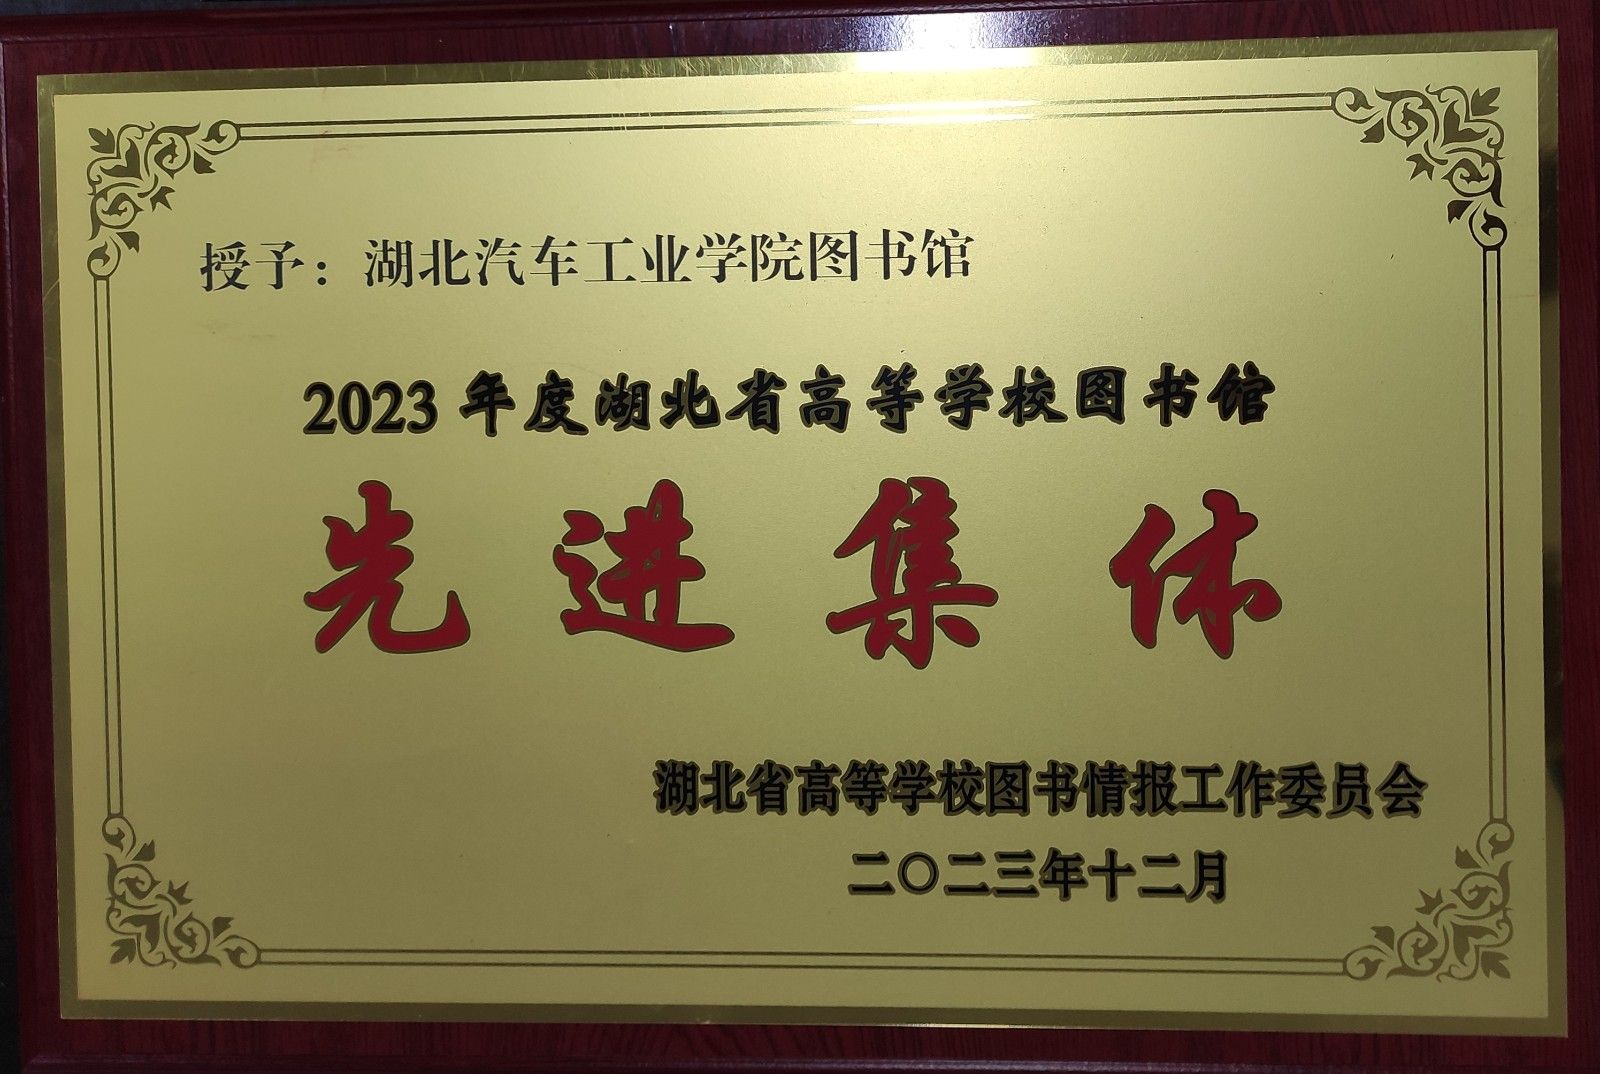 授予：湖北汽车工业学院图书馆
2023年度湖北省高等学校图书馆
先进集体
湖北省高等学校图书情报工作委员会
二〇二三年十二月